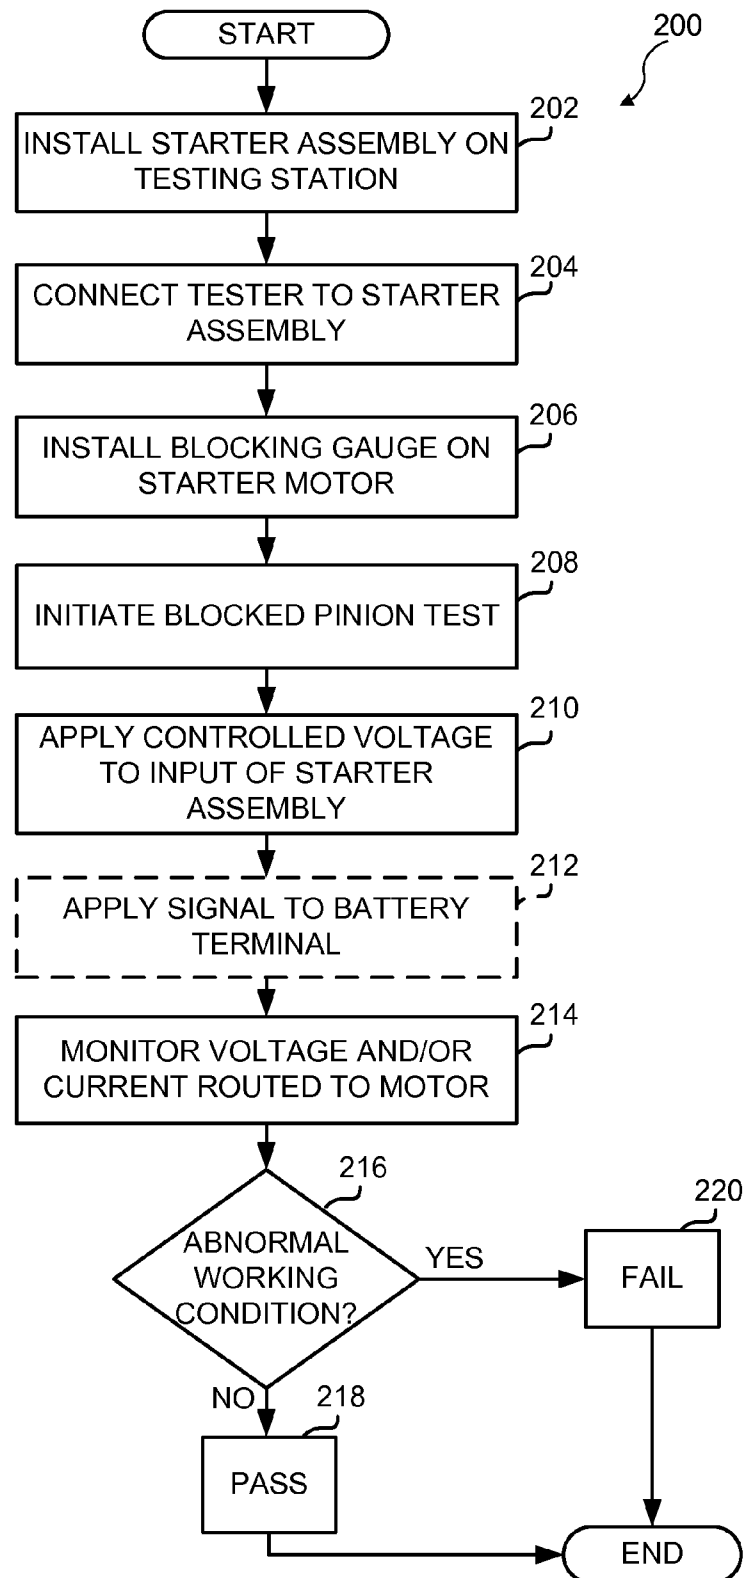 START
200
202
INSTALL STARTER ASSEMBLY ON
TESTING STATION
204
CONNECT TESTER TO STARTER
ASSEMBLY
206
INSTALL BLOCKING GAUGE ON
STARTER MOTOR
208
INITIATE BLOCKED PINION TEST
210
APPLY CONTROLLED VOLTAGE
TO INPUT OF STARTER
ASSEMBLY
212
APPLY SIGNAL TO BATTERY
TERMINAL
214
MONITOR VOLTAGE AND/OR
CURRENT ROUTED TO MOTOR
216
ABNORMAL
WORKING
CONDITION?
YES
220
FAIL
NO
218
PASS
END